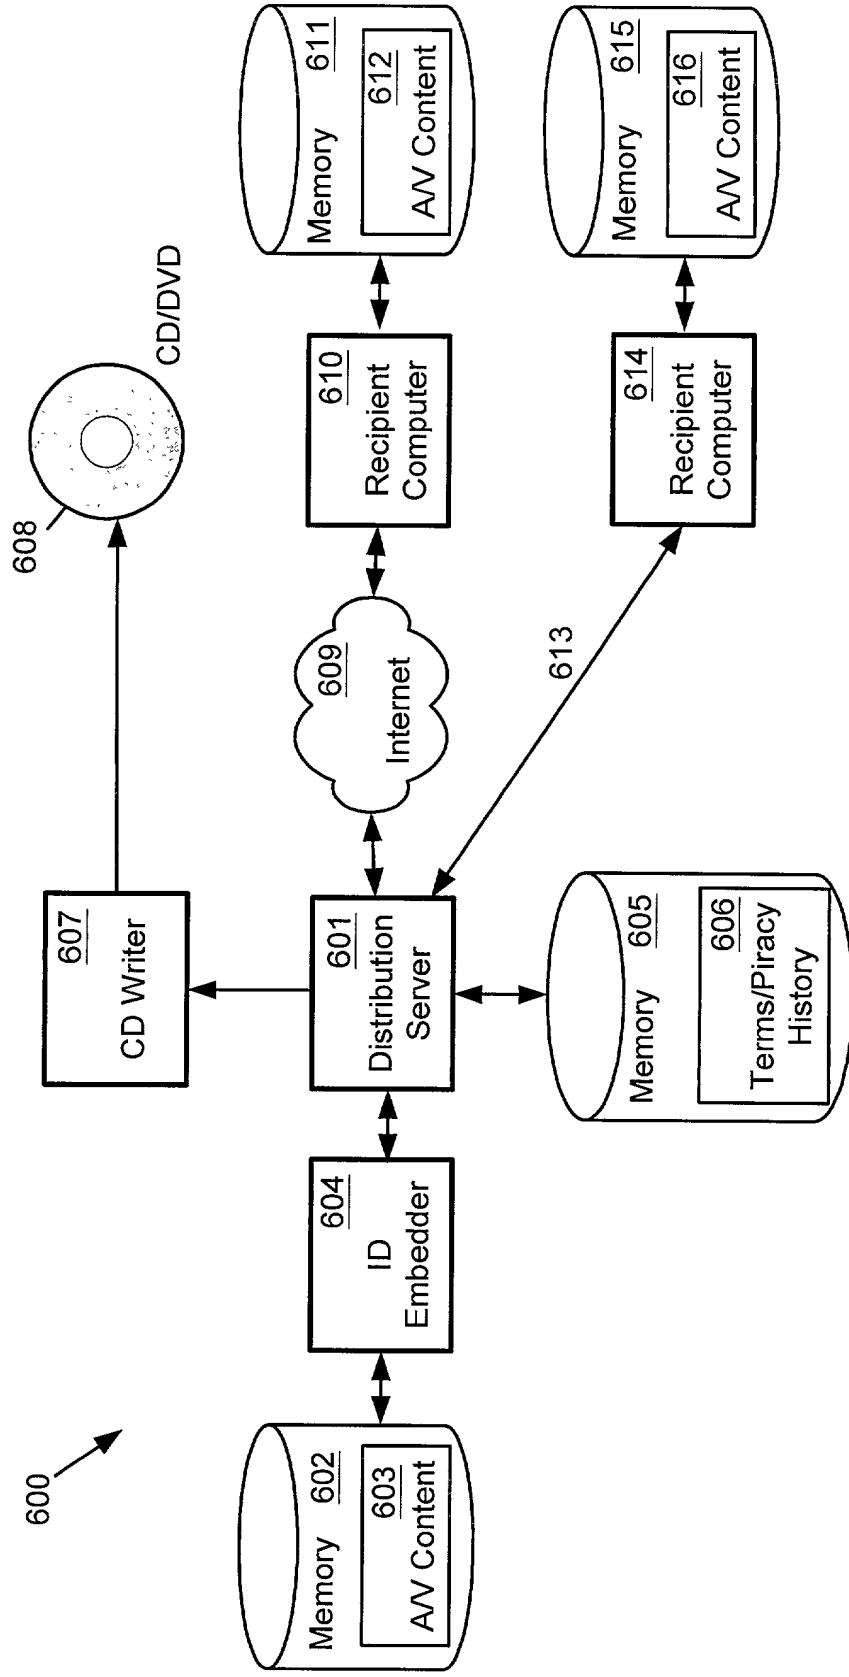 600
Memory 602
603
A/V Content
604
ID
Embedder
601
Distribution
Server
Memory 605
606
Terms/Piracy
History
607
CD Writer
608
CD/DVD
609
Internet
610
Recipient
Computer
Memory 611
612
A/V Content
613
614
Recipient
Computer
Memory 615
616
A/V Content